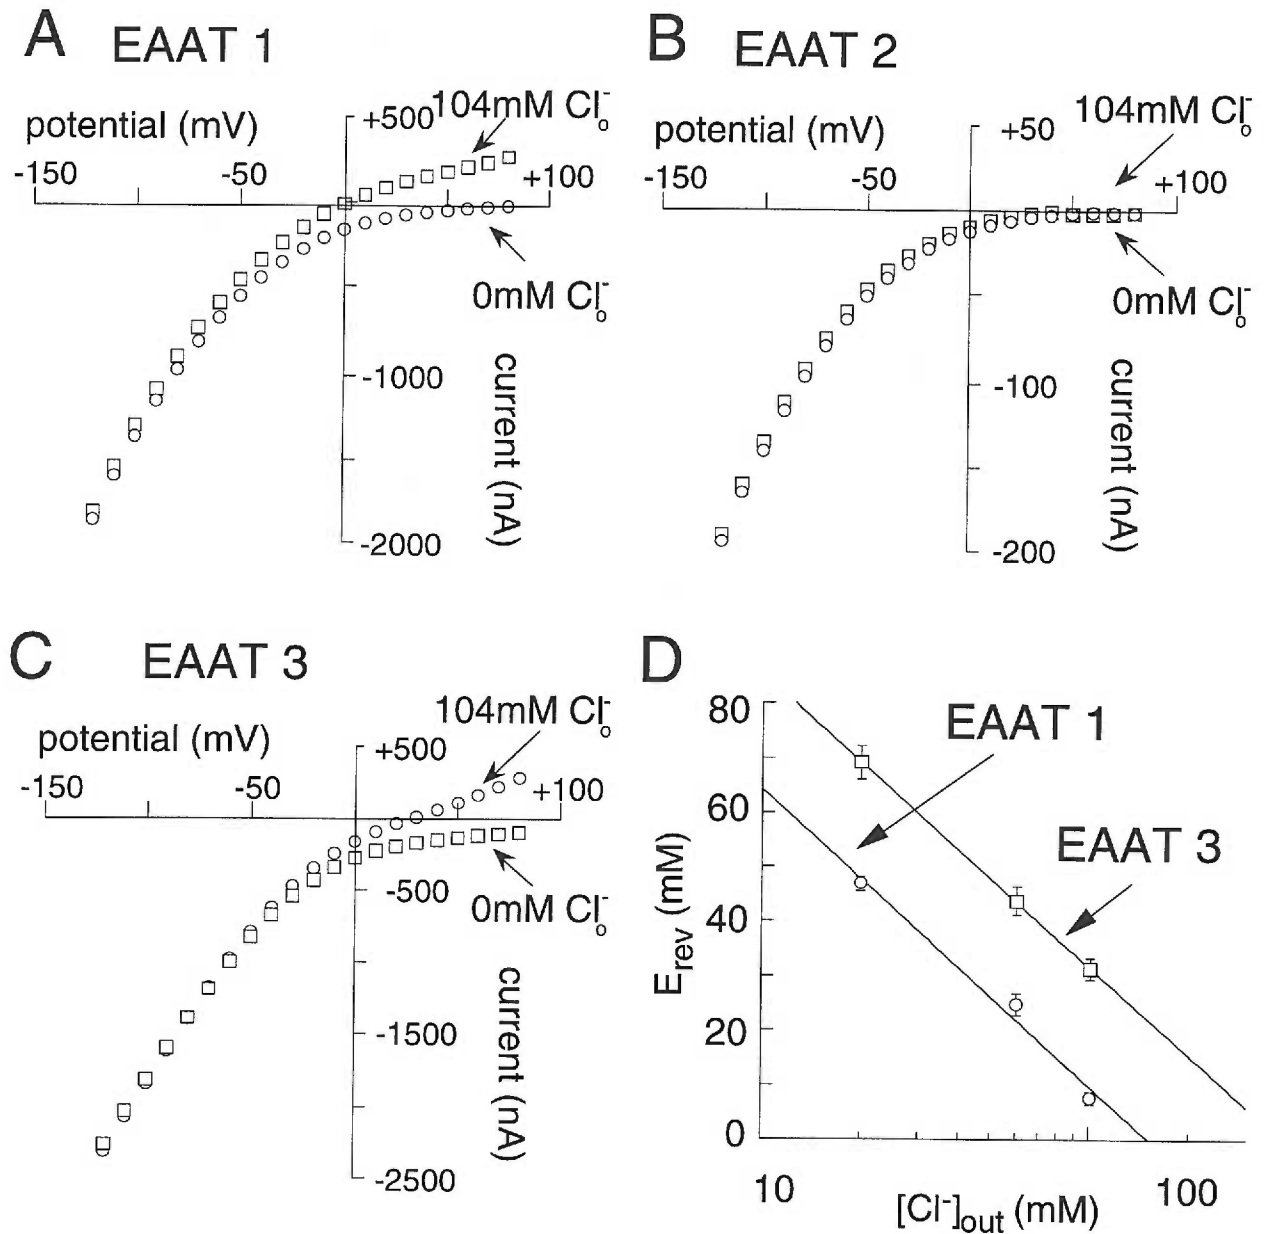 A EAAT 1
potential (mV)
+500
104mM Cl⁻ₒ
-150
-50
+100
0mM Cl⁻ₒ
-1000
current (nA)
-2000
B EAAT 2
potential (mV)
+50
104mM Cl⁻ₒ
-150
-50
+100
0mM Cl⁻ₒ
-100
current (nA)
-200
C EAAT 3
104mM Cl⁻ₒ
potential (mV)
+500
-150
-50
+100
-500
0mM Cl⁻ₒ
current (nA)
-1500
-2500
D
80
EAAT 1
60
EAAT 3
E_rev (mM)
40
20
0
10
100
[Cl⁻]out (mM)